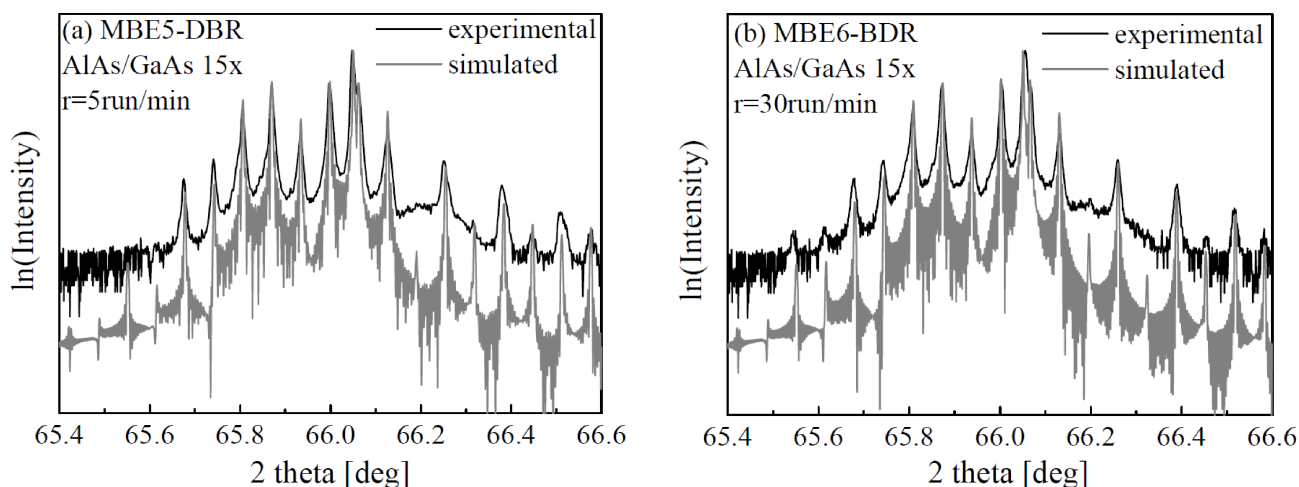 (a) MBE5-DBR
AlAs/GaAs 15x
r=5run/min
experimental
simulated
ln(Intensity)
65.4 65.6 65.8 66.0 66.2 66.4 66.6
2 theta [deg]
(b) MBE6-BDR
AlAs/GaAs 15x
r=30run/min
experimental
simulated
ln(Intensity)
65.4 65.6 65.8 66.0 66.2 66.4 66.6
2 theta [deg]